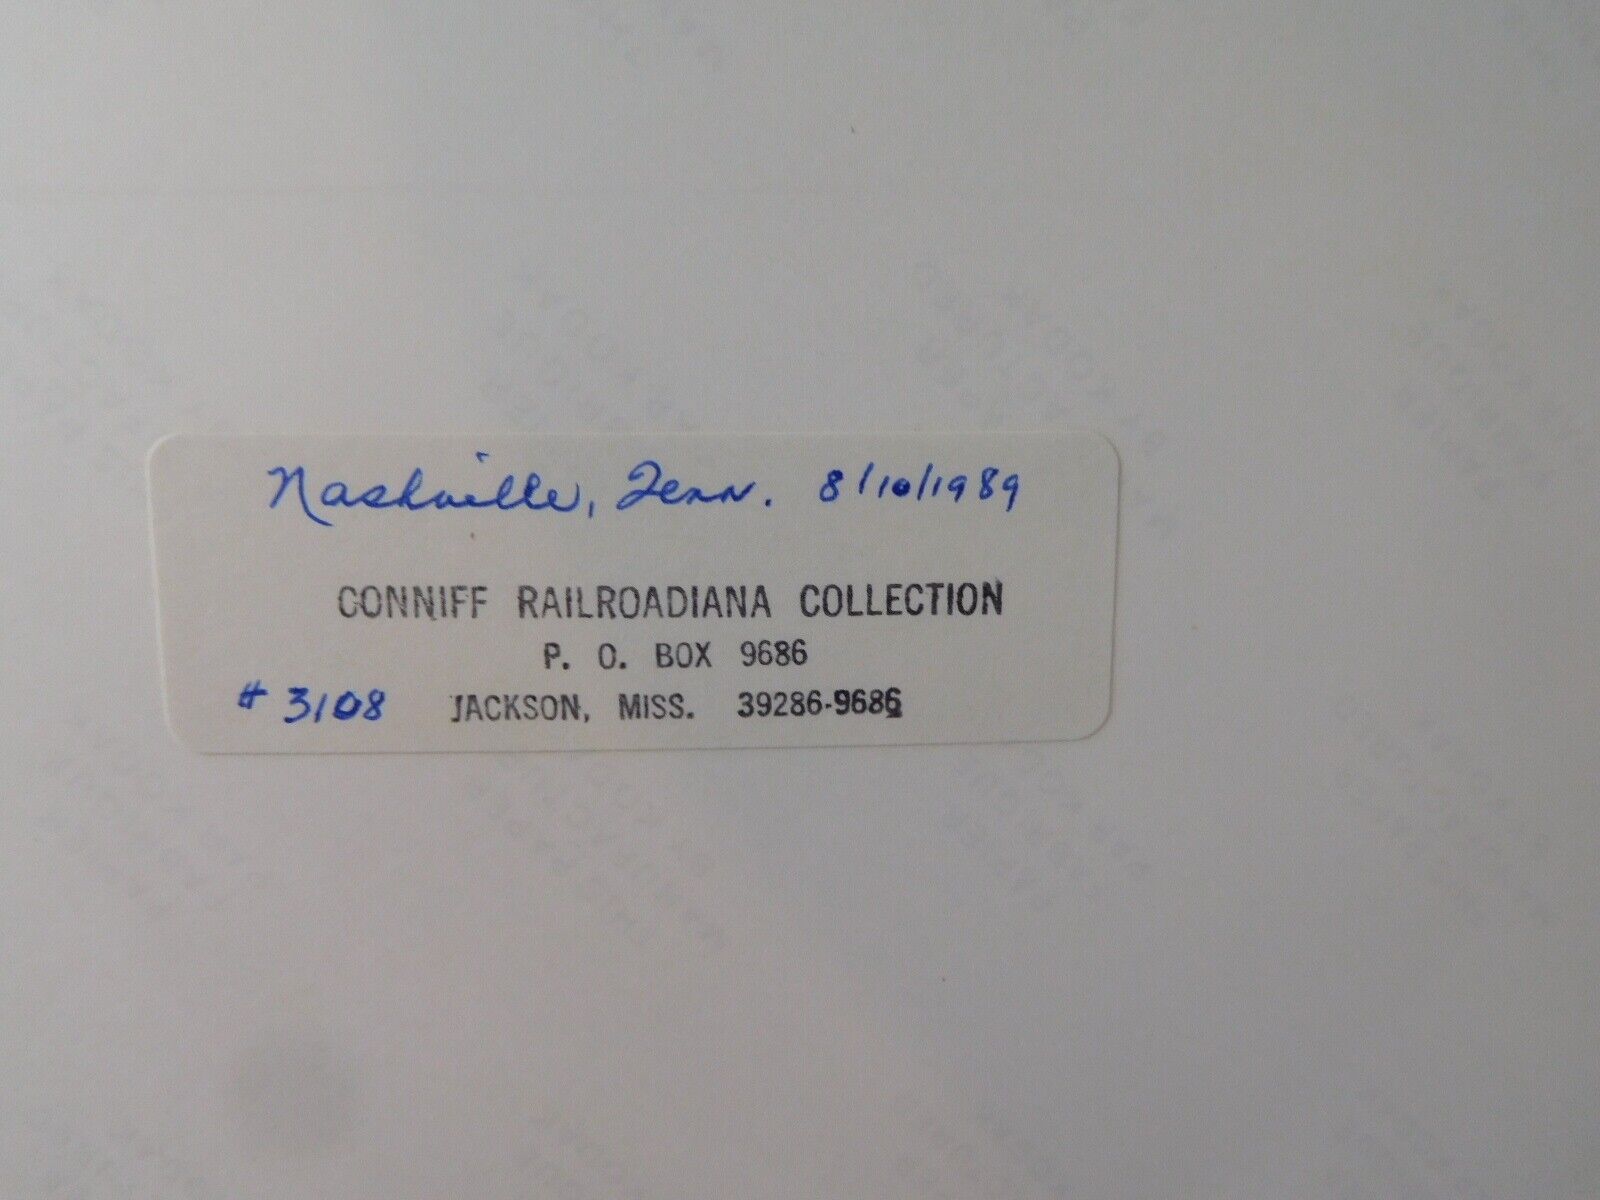 Nashville, Tenn. 8/10/1989
CONNIFF RAILROADIANA COLLECTION
P. O. BOX 9686
# 3108 JACKSON, MISS. 39286-9686